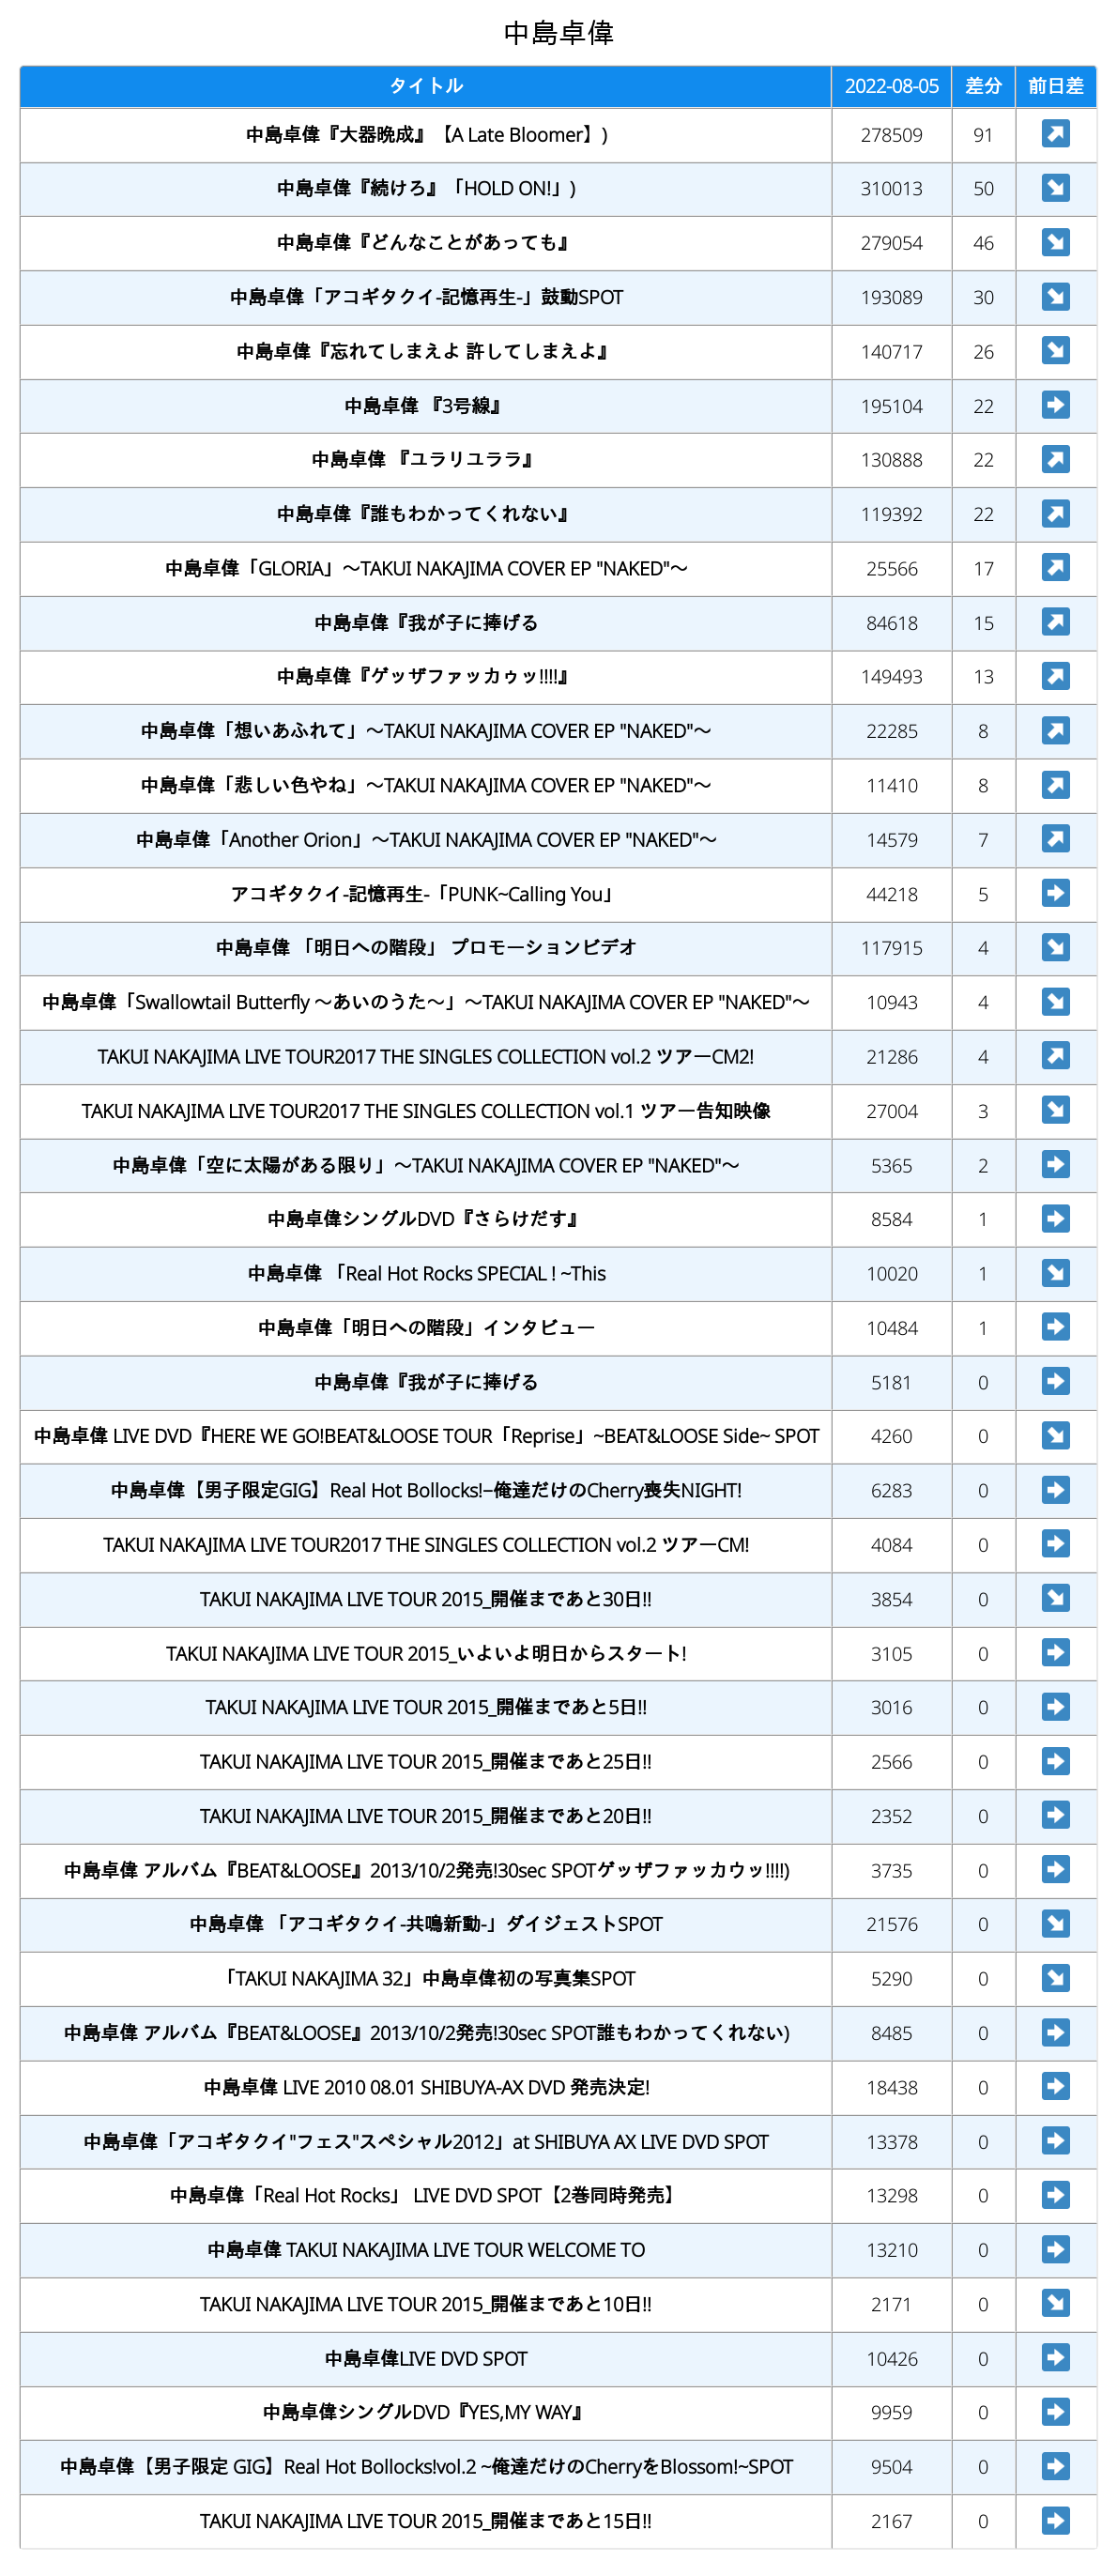 中島卓偉
タイトル 2022-08-05 差分 前日差
中島卓偉『大器晩成』【A Late Bloomer】) 278509 91 ↗
中島卓偉『続けろ』「HOLD ON!」) 310013 50 ↘
中島卓偉『どんなことがあっても』 279054 46 ↘
中島卓偉「アコギタクイ-記憶再生-」鼓動SPOT 193089 30 ↘
中島卓偉『忘れてしまえよ 許してしまえよ』 140717 26 ↘
中島卓偉 『3号線』 195104 22 ➡
中島卓偉 『ユラリユララ』 130888 22 ↗
中島卓偉『誰もわかってくれない』 119392 22 ↗
中島卓偉「GLORIA」〜TAKUI NAKAJIMA COVER EP "NAKED"〜 25566 17 ↗
中島卓偉『我が子に捧げる 84618 15 ↗
中島卓偉『ゲッザファッカゥッ!!!!』 149493 13 ↗
中島卓偉「想いあふれて」〜TAKUI NAKAJIMA COVER EP "NAKED"〜 22285 8 ↗
中島卓偉「悲しい色やね」〜TAKUI NAKAJIMA COVER EP "NAKED"〜 11410 8 ↗
中島卓偉「Another Orion」〜TAKUI NAKAJIMA COVER EP "NAKED"〜 14579 7 ↗
アコギタクイ-記憶再生-「PUNK~Calling You」 44218 5 ➡
中島卓偉 「明日への階段」 プロモーションビデオ 117915 4 ↘
中島卓偉「Swallowtail Butterfly 〜あいのうた〜」〜TAKUI NAKAJIMA COVER EP "NAKED"〜 10943 4 ↘
TAKUI NAKAJIMA LIVE TOUR2017 THE SINGLES COLLECTION vol.2 ツアーCM2! 21286 4 ↗
TAKUI NAKAJIMA LIVE TOUR2017 THE SINGLES COLLECTION vol.1 ツアー告知映像 27004 3 ↘
中島卓偉「空に太陽がある限り」〜TAKUI NAKAJIMA COVER EP "NAKED"〜 5365 2 ➡
中島卓偉シングルDVD『さらけだす』 8584 1 ➡
中島卓偉 「Real Hot Rocks SPECIAL ! ~This 10020 1 ↘
中島卓偉「明日への階段」インタビュー 10484 1 ➡
中島卓偉『我が子に捧げる 5181 0 ➡
中島卓偉 LIVE DVD『HERE WE GO!BEAT&LOOSE TOUR「Reprise」~BEAT&LOOSE Side~ SPOT 4260 0 ↘
中島卓偉【男子限定GIG】Real Hot Bollocks!−俺達だけのCherry喪失NIGHT! 6283 0 ➡
TAKUI NAKAJIMA LIVE TOUR2017 THE SINGLES COLLECTION vol.2 ツアーCM! 4084 0 ➡
TAKUI NAKAJIMA LIVE TOUR 2015_開催まであと30日!! 3854 0 ↘
TAKUI NAKAJIMA LIVE TOUR 2015_いよいよ明日からスタート! 3105 0 ➡
TAKUI NAKAJIMA LIVE TOUR 2015_開催まであと5日!! 3016 0 ➡
TAKUI NAKAJIMA LIVE TOUR 2015_開催まであと25日!! 2566 0 ➡
TAKUI NAKAJIMA LIVE TOUR 2015_開催まであと20日!! 2352 0 ➡
中島卓偉 アルバム『BEAT&LOOSE』2013/10/2発売!30sec SPOTゲッザファッカウッ!!!!) 3735 0 ➡
中島卓偉 「アコギタクイ-共鳴新動-」ダイジェストSPOT 21576 0 ↘
「TAKUI NAKAJIMA 32」中島卓偉初の写真集SPOT 5290 0 ↘
中島卓偉 アルバム『BEAT&LOOSE』2013/10/2発売!30sec SPOT誰もわかってくれない) 8485 0 ➡
中島卓偉 LIVE 2010 08.01 SHIBUYA-AX DVD 発売決定! 18438 0 ➡
中島卓偉「アコギタクイ"フェス"スペシャル2012」at SHIBUYA AX LIVE DVD SPOT 13378 0 ➡
中島卓偉「Real Hot Rocks」 LIVE DVD SPOT【2巻同時発売】 13298 0 ➡
中島卓偉 TAKUI NAKAJIMA LIVE TOUR WELCOME TO 13210 0 ➡
TAKUI NAKAJIMA LIVE TOUR 2015_開催まであと10日!! 2171 0 ↘
中島卓偉LIVE DVD SPOT 10426 0 ➡
中島卓偉シングルDVD『YES,MY WAY』 9959 0 ➡
中島卓偉【男子限定 GIG】Real Hot Bollocks!vol.2 ~俺達だけのCherryをBlossom!~SPOT 9504 0 ➡
TAKUI NAKAJIMA LIVE TOUR 2015_開催まであと15日!! 2167 0 ➡